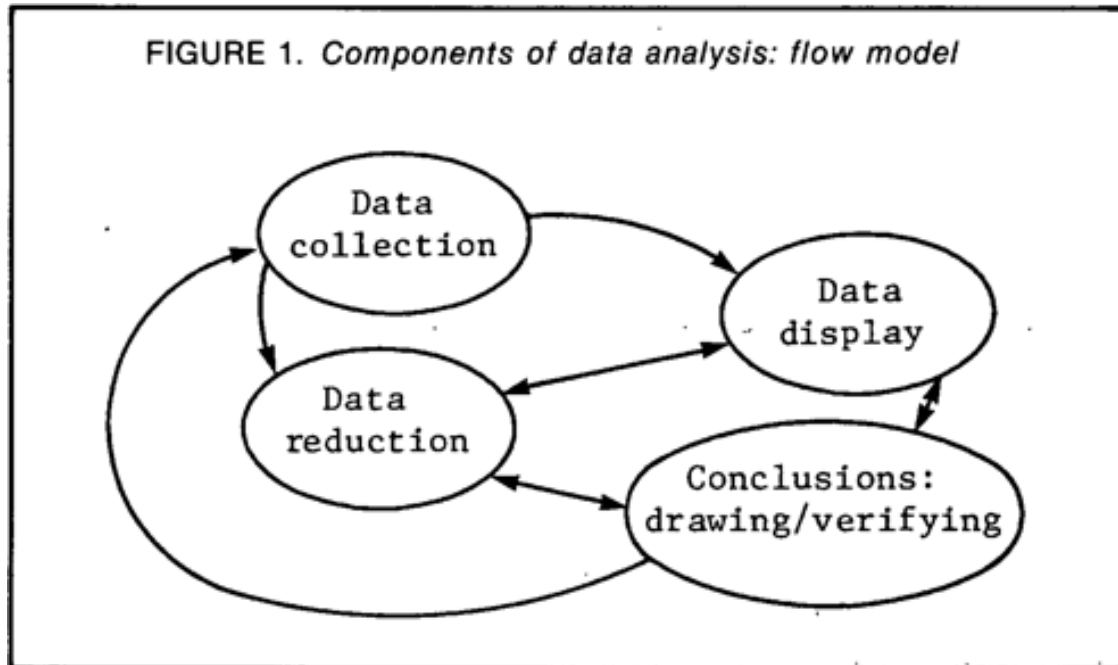 FIGURE 1. Components of data analysis: flow model
Data
collection
Data
display
Data
reduction
Conclusions:
drawing/verifying